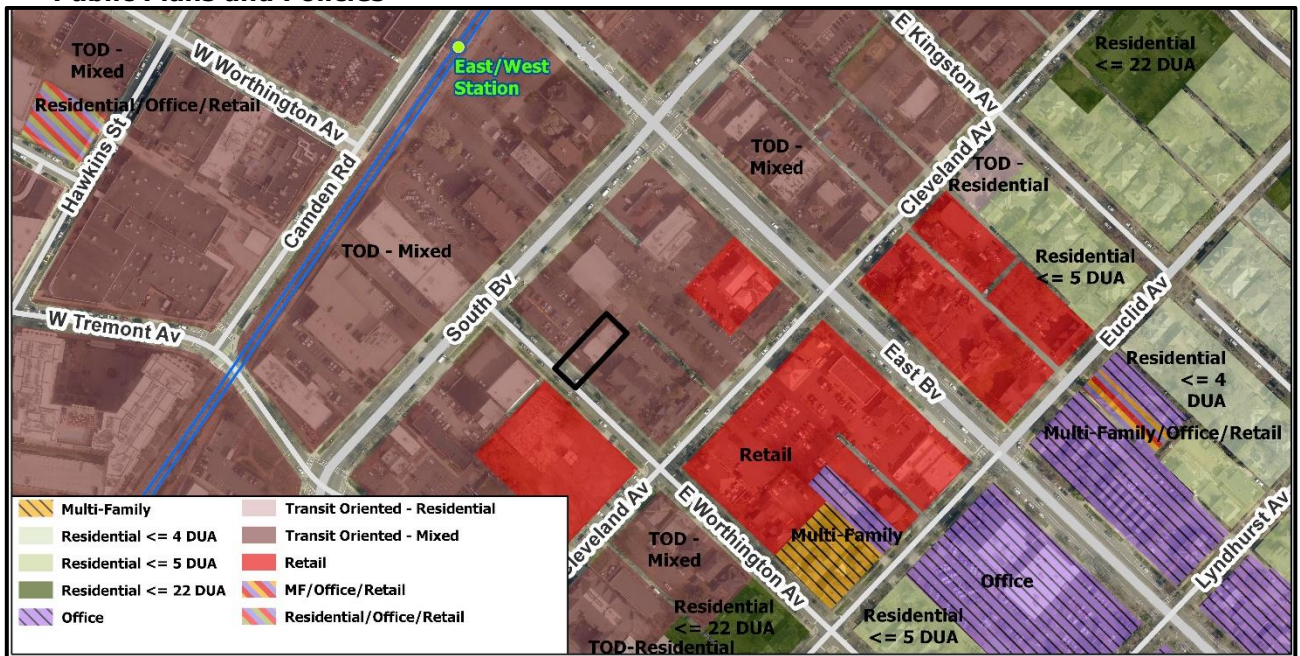 Public Plans and Policies
TOD -
Mixed
W Worthington Av
East/West
Station
E Kingston Av
Residential
<= 22 DUA
Residential/Office/Retail
Hawkins St
Camden Rd
TOD -
Mixed
Cleveland Av
TOD -
Residential
TOD - Mixed
South Bv
Residential
<= 5 DUA
Euclid Av
W Tremont Av
East Bv
Residential
<= 4
DUA
Multi-Family/Office/Retail
Retail
E Worthington Av
Cleveland Av
Multi-Family
TOD -
Mixed
Office
Lyndhurst Av
Residential
<= 22 DUA
Residential
<= 5 DUA
TOD-Residential
Multi-Family
Residential <= 4 DUA
Residential <= 5 DUA
Residential <= 22 DUA
Office
Transit Oriented - Residential
Transit Oriented - Mixed
Retail
MF/Office/Retail
Residential/Office/Retail